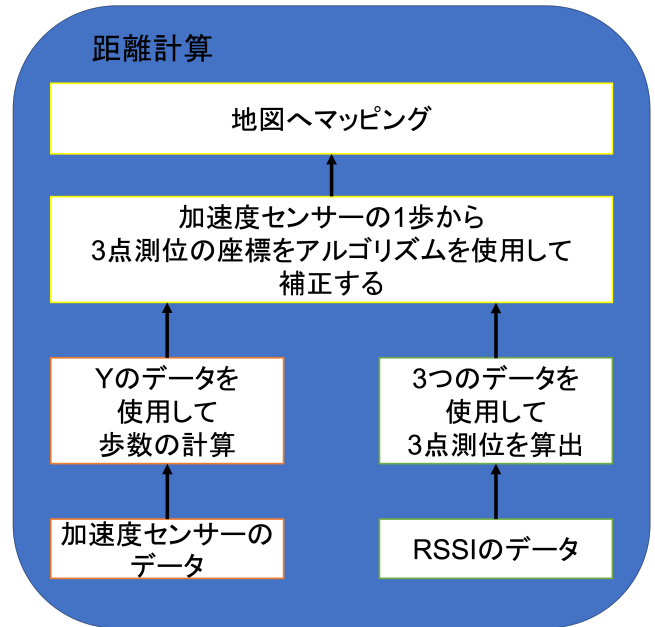 距離計算
地図へマッピング
加速度センサーの1歩から
3点測位の座標をアルゴリズムを使用して
補正する
Yのデータを
使用して
歩数の計算
3つのデータを
使用して
3点測位を算出
加速度センサーの
データ
RSSIのデータ